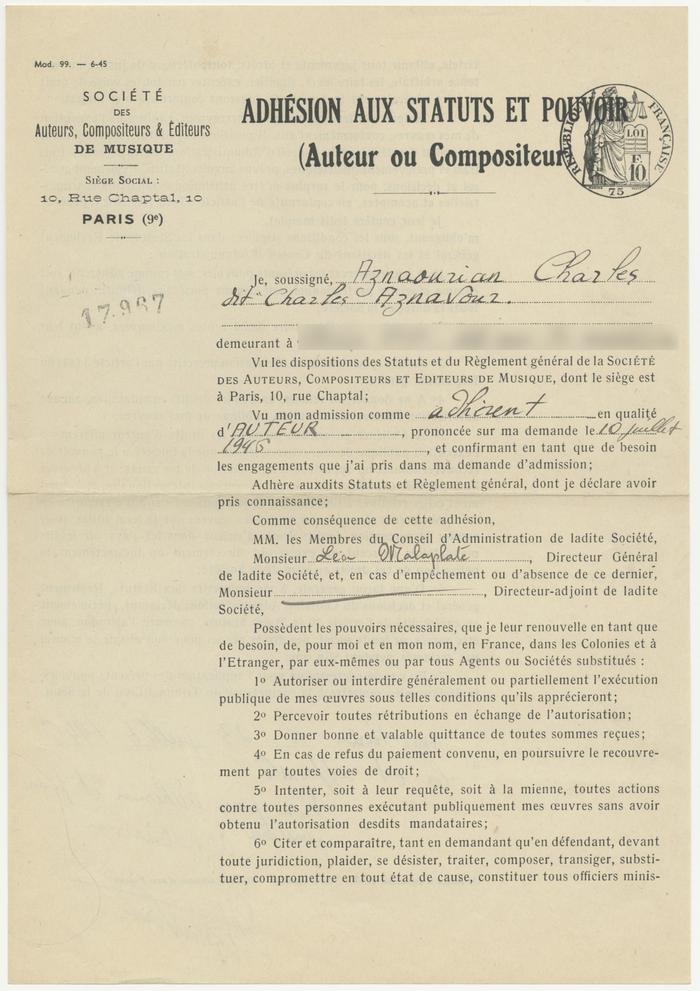 Mod. 99. — 6-45
SOCIÉTÉ
DES
Auteurs, Compositeurs & Éditeurs
DE MUSIQUE
SIÈGE SOCIAL :
10, Rue Chaptal, 10
PARIS (9e)
ADHÉSION AUX STATUTS ET POUVOIR
(Auteur ou Compositeur
RÉPUBLIQUE FRANÇAISE
LOI
F.
10.
75
17.987
Je, soussigné, Aznaourian Charles
dit "Charles Aznavour.
demeurant à
Vu les dispositions des Statuts et du Règlement général de la SOCIÉTÉ
DES AUTEURS, COMPOSITEURS ET EDITEURS DE MUSIQUE, dont le siège est
à Paris, 10, rue Chaptal;
Vu mon admission comme adhérent en qualité
d'AUTEUR, prononcée sur ma demande le 10 juillet
1946, et confirmant en tant que de besoin
les engagements que j'ai pris dans ma demande d'admission;
Adhère auxdits Statuts et Règlement général, dont je déclare avoir
pris connaissance;
Comme conséquence de cette adhésion,
MM. les Membres du Conseil d'Administration de ladite Société,
Monsieur Léon Malaplate, Directeur Général
de ladite Société, et, en cas d'empêchement ou d'absence de ce dernier,
Monsieur, Directeur-adjoint de ladite
Société,
Possèdent les pouvoirs nécessaires, que je leur renouvelle en tant que
de besoin, de, pour moi et en mon nom, en France, dans les Colonies et à
l'Etranger, par eux-mêmes ou par tous Agents ou Sociétés substitués :
1o Autoriser ou interdire généralement ou partiellement l'exécution
publique de mes œuvres sous telles conditions qu'ils apprécieront;
2o Percevoir toutes rétributions en échange de l'autorisation;
3o Donner bonne et valable quittance de toutes sommes reçues;
4o En cas de refus du paiement convenu, en poursuivre le recouvre-
ment par toutes voies de droit;
5o Intenter, soit à leur requête, soit à la mienne, toutes actions
contre toutes personnes exécutant publiquement mes œuvres sans avoir
obtenu l'autorisation desdits mandataires;
6o Citer et comparaître, tant en demandant qu'en défendant, devant
toute juridiction, plaider, se désister, traiter, composer, transiger, substi-
tuer, compromettre en tout état de cause, constituer tous officiers minis-